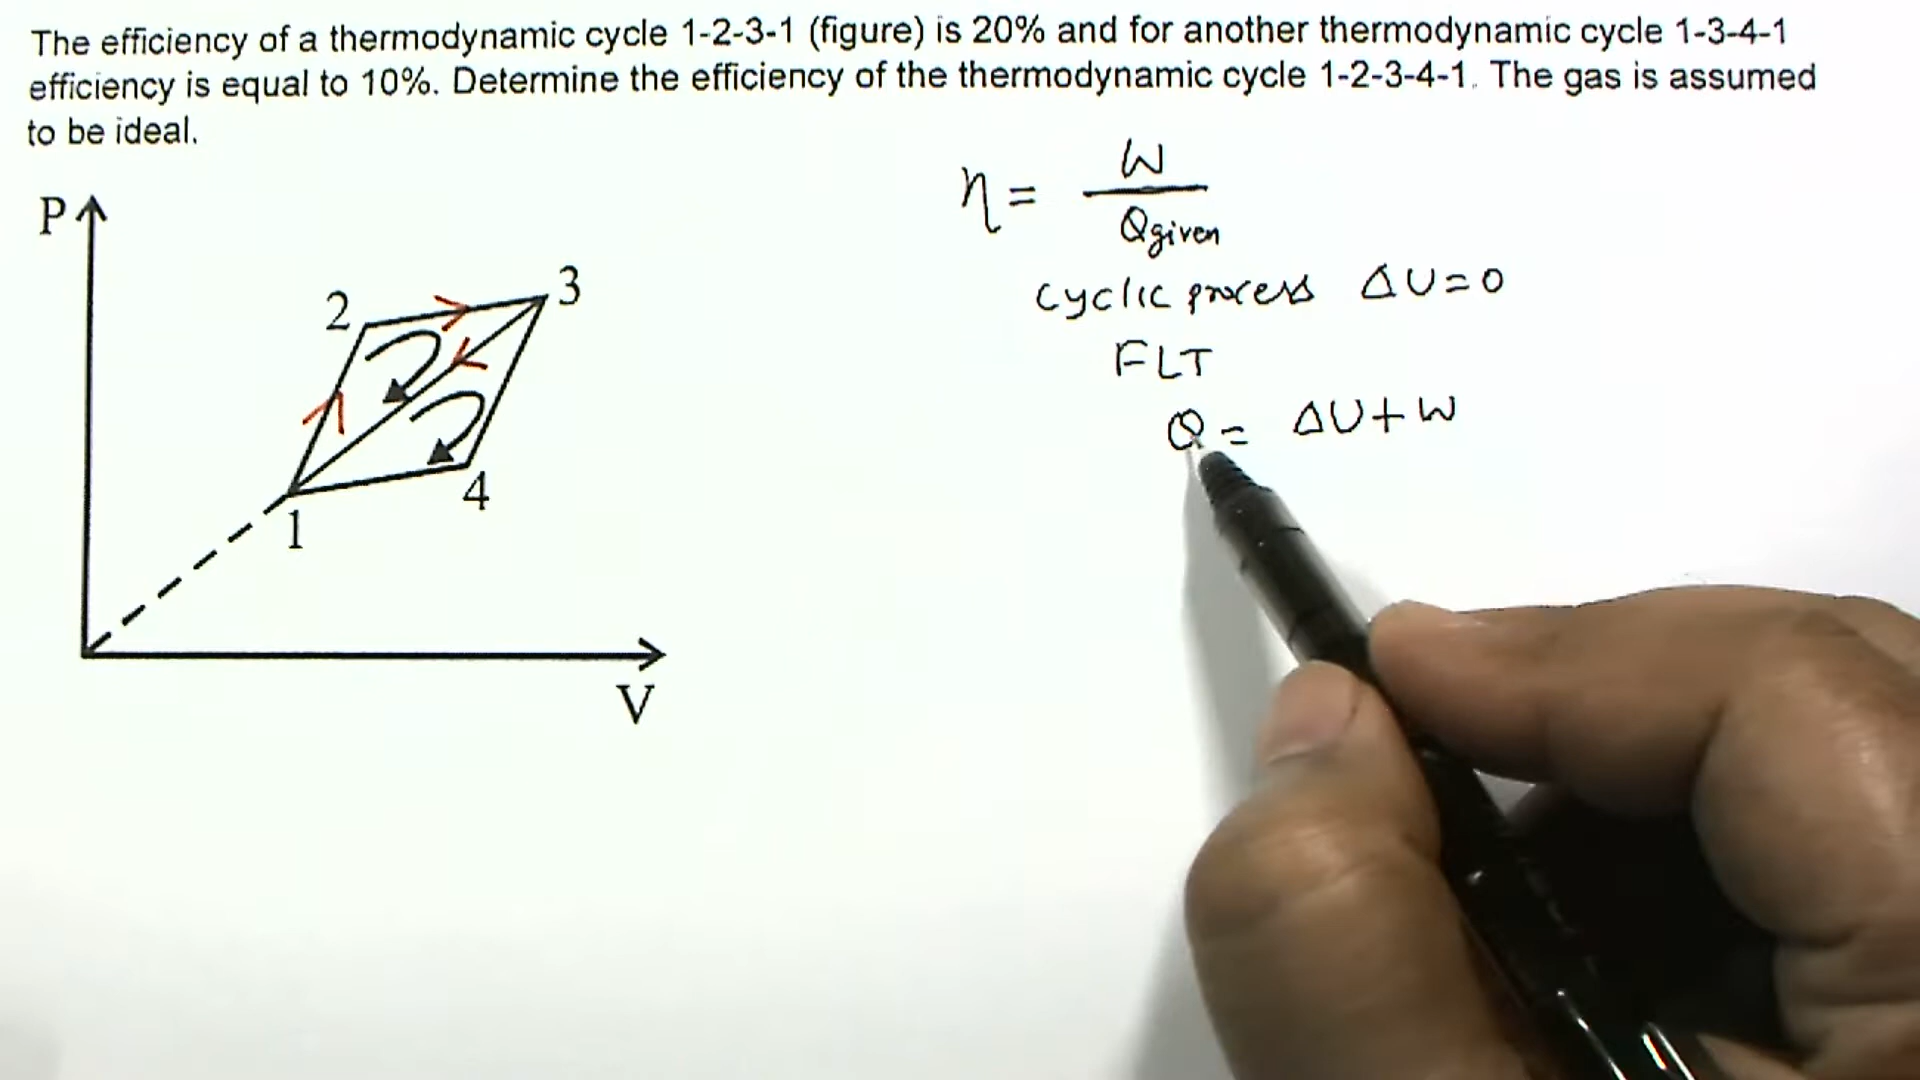 The efficiency of a thermodynamic cycle 1-2-3-1 (figure) is 20% and for another thermodynamic cycle 1-3-4-1
efficiency is equal to 10%. Determine the efficiency of the thermodynamic cycle 1-2-3-4-1. The gas is assumed
to be ideal.
η = W
Qgiven
cyclic process ΔU=0
FLT
Q = ΔU+W
P
2
3
4
1
V